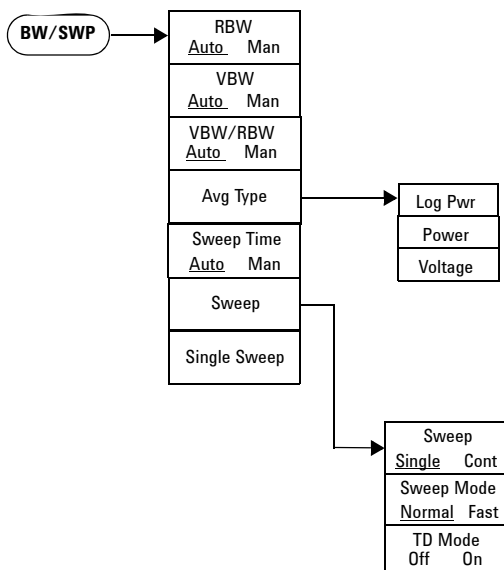 BW/SWP
RBW
Auto Man
VBW
Auto Man
VBW/RBW
Auto Man
Avg Type
Sweep Time
Auto Man
Sweep
Single Sweep
Log Pwr
Power
Voltage
Sweep
Single Cont
Sweep Mode
Normal Fast
TD Mode
Off On